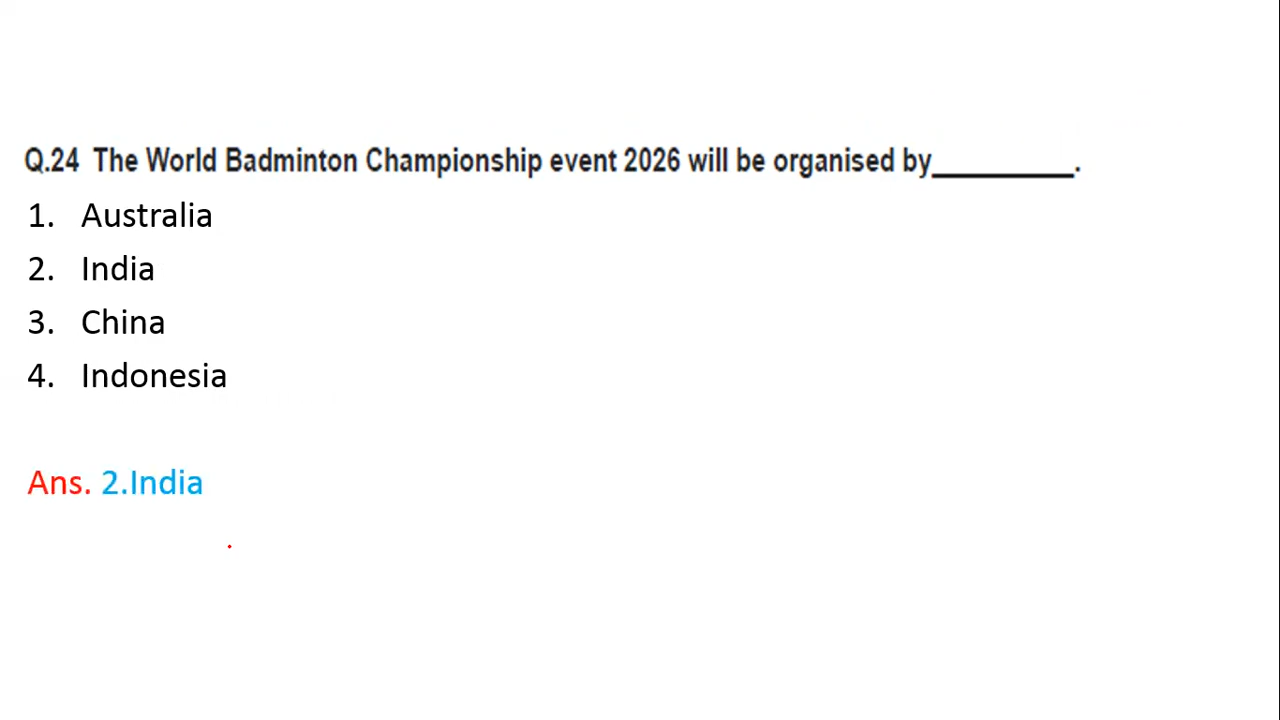 Q.24 The World Badminton Championship event 2026 will be organised by_________.
1. Australia
2. India
3. China
4. Indonesia
Ans. 2.India